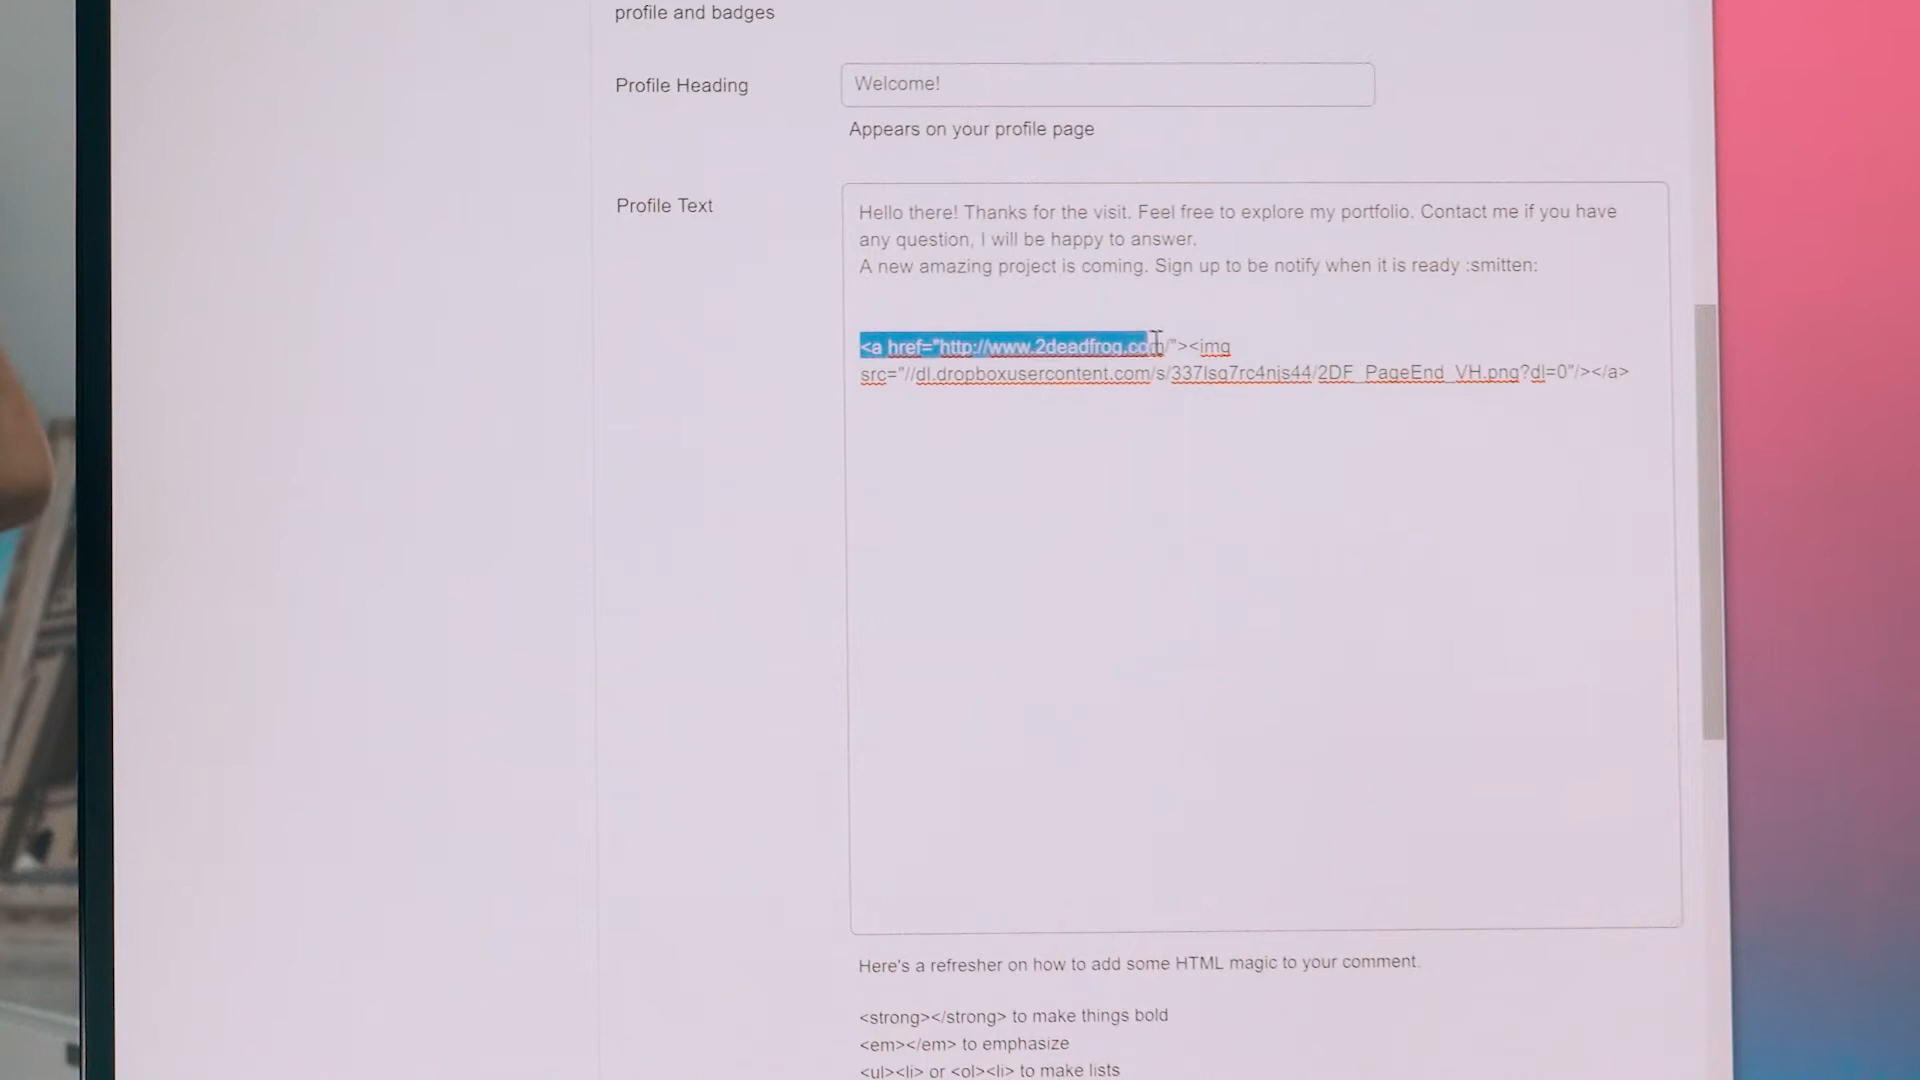 profile and badges
Profile Heading
Welcome!
Appears on your profile page
Profile Text
Hello there! Thanks for the visit. Feel free to explore my portfolio. Contact me if you have
any question, I will be happy to answer.
A new amazing project is coming. Sign up to be notify when it is ready :smitten:
<a href="http://www.2deadfrog.com/"><img
src="//dl.dropboxusercontent.com/s/337lsq7rc4njs44/2DF_PageEnd_VH.png?dl=0"/></a>
Here's a refresher on how to add some HTML magic to your comment.
<strong></strong> to make things bold
<em></em> to emphasize
<ul><li> or <ol><li> to make lists